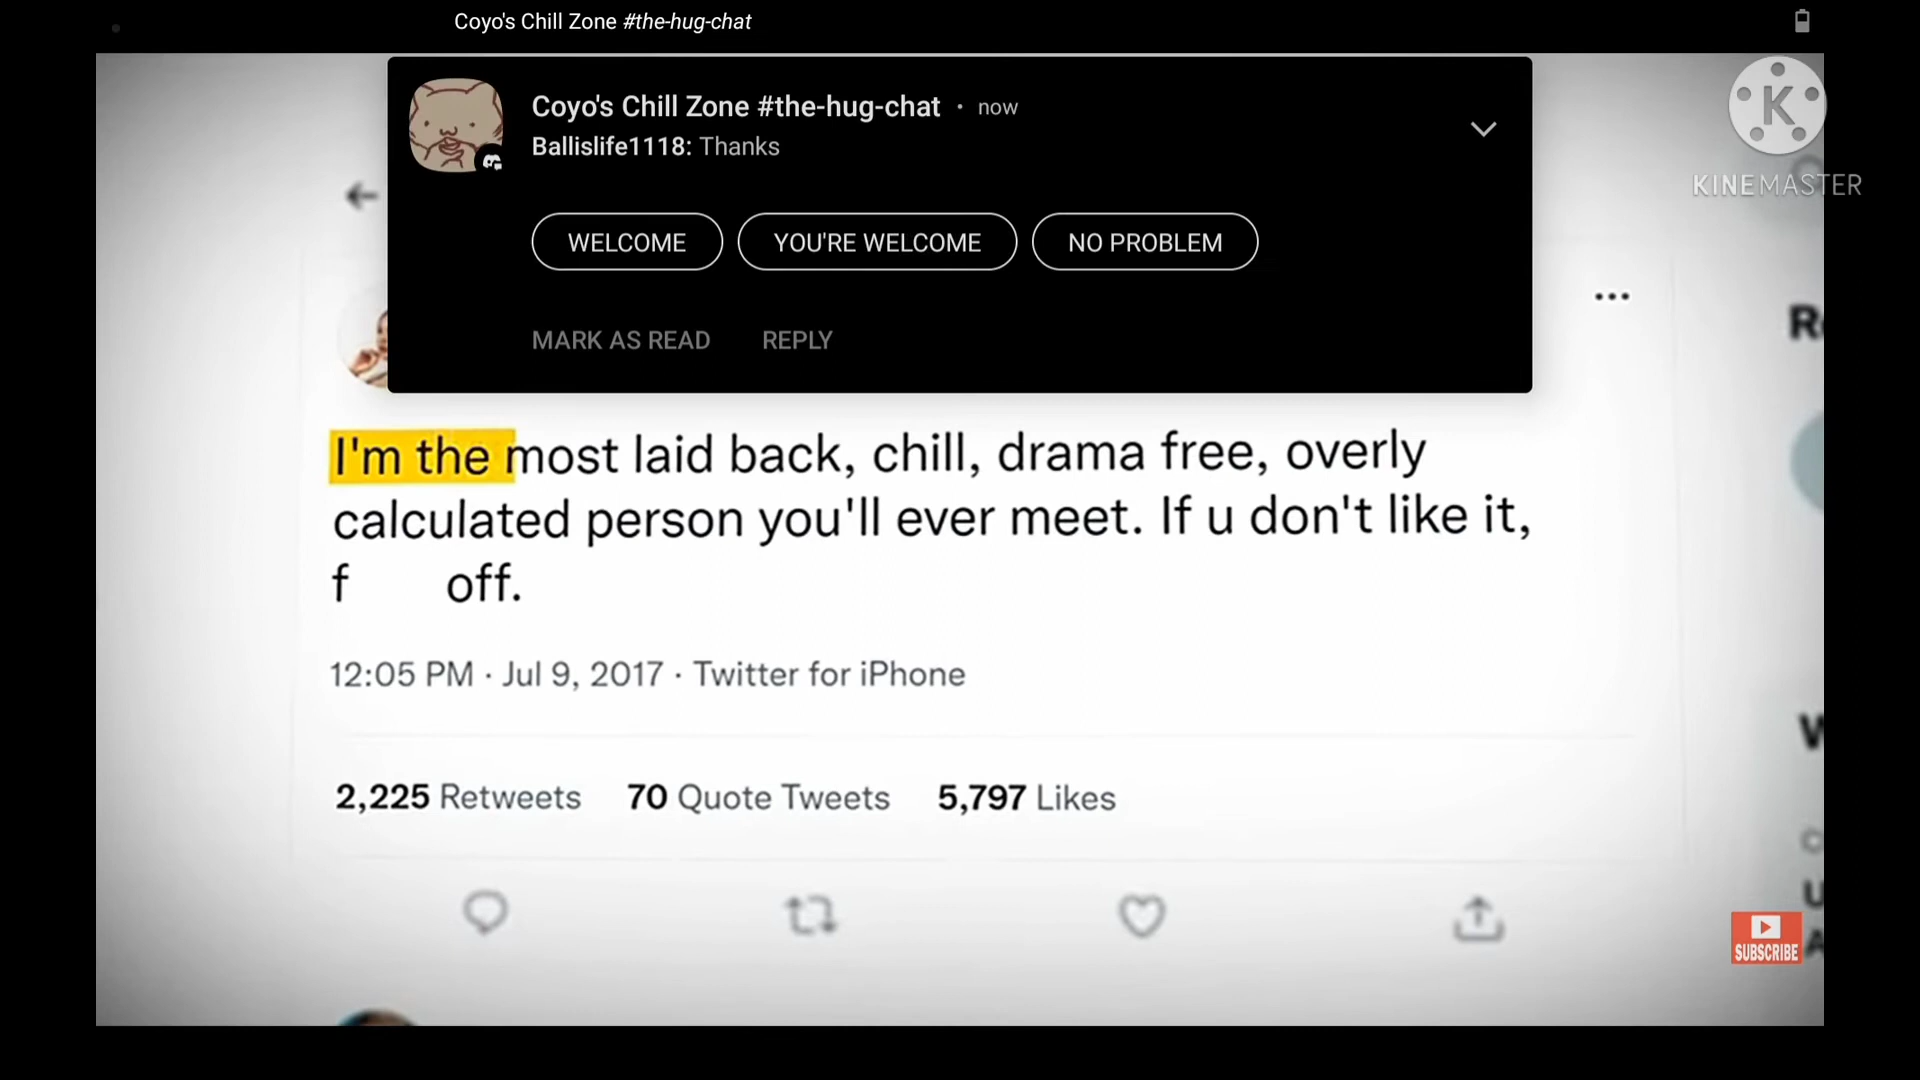 Coyo's Chill Zone #the-hug-chat
Coyo's Chill Zone #the-hug-chat • now
Ballislife1118: Thanks
WELCOME YOU'RE WELCOME NO PROBLEM
MARK AS READ REPLY
K
KINEMASTER
I'm the most laid back, chill, drama free, overly
calculated person you'll ever meet. If u don't like it,
f off.
12:05 PM · Jul 9, 2017 · Twitter for iPhone
2,225 Retweets 70 Quote Tweets 5,797 Likes
SUBSCRIBE